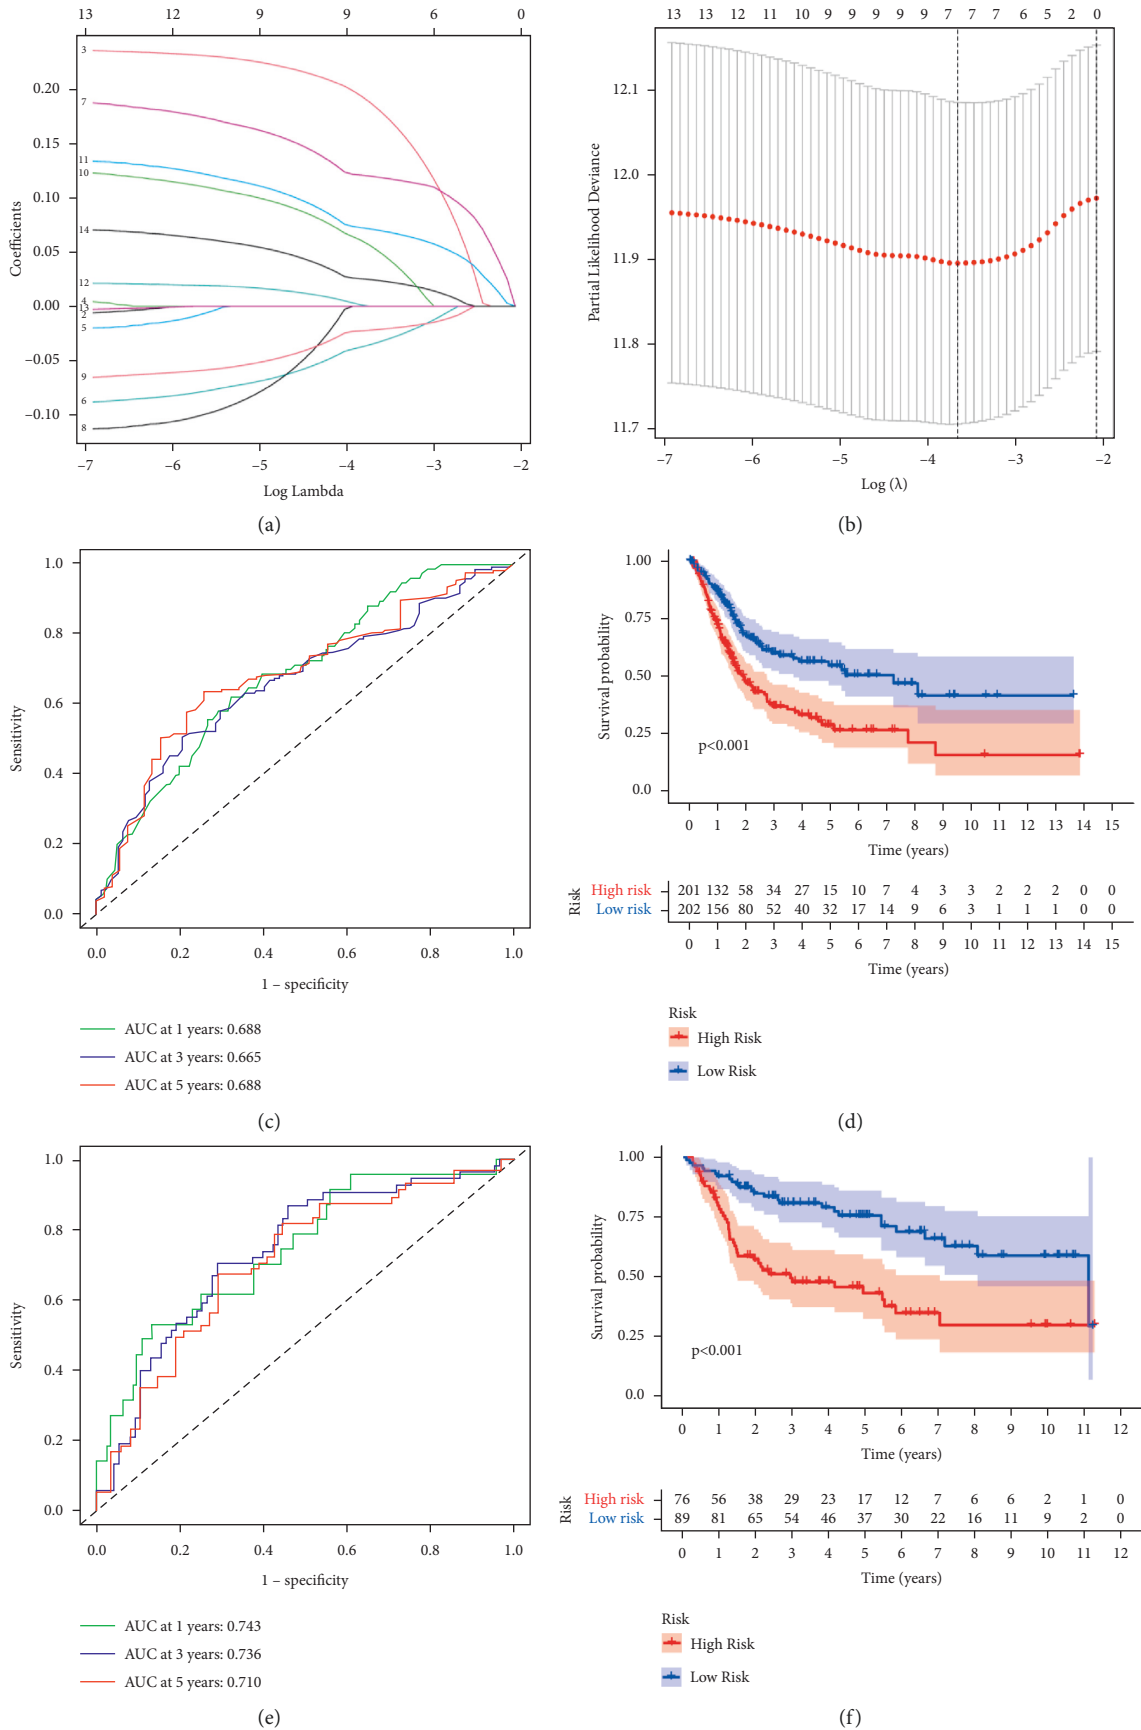 13 12 9 9 6 0
3
7
11
10
14
12
4
13
2
5
9
6
8
0.20
0.15
0.10
0.05
0.00
–0.05
–0.10
Coefficients
–7 –6 –5 –4 –3 –2
Log Lambda
(a)
13 13 12 11 10 9 9 9 9 9 7 7 7 6 5 2 0
12.1
12.0
11.9
11.8
11.7
Partial Likelihood Deviance
–7 –6 –5 –4 –3 –2
Log (λ)
(b)
1.0
0.8
0.6
0.4
0.2
0.0
Sensitivity
0.0 0.2 0.4 0.6 0.8 1.0
1 – specificity
AUC at 1 years: 0.688
AUC at 3 years: 0.665
AUC at 5 years: 0.688
(c)
1.00
0.75
0.50
0.25
0.0
Survival probability
p<0.001
0 1 2 3 4 5 6 7 8 9 10 11 12 13 14 15
Time (years)
Risk
High risk 201 132 58 34 27 15 10 7 4 3 3 2 2 2 0 0
Low risk 202 156 80 52 40 32 17 14 9 6 3 1 1 1 0 0
0 1 2 3 4 5 6 7 8 9 10 11 12 13 14 15
Time (years)
Risk
High Risk
Low Risk
(d)
1.0
0.8
0.6
0.4
0.2
0.0
Sensitivity
0.0 0.2 0.4 0.6 0.8 1.0
1 – specificity
AUC at 1 years: 0.743
AUC at 3 years: 0.736
AUC at 5 years: 0.710
(e)
1.00
0.75
0.50
0.25
0.0
Survival probability
p<0.001
0 1 2 3 4 5 6 7 8 9 10 11 12
Time (years)
Risk
High risk 76 56 38 29 23 17 12 7 6 6 2 1 0
Low risk 89 81 65 54 46 37 30 22 16 11 9 2 0
0 1 2 3 4 5 6 7 8 9 10 11 12
Time (years)
Risk
High Risk
Low Risk
(f)